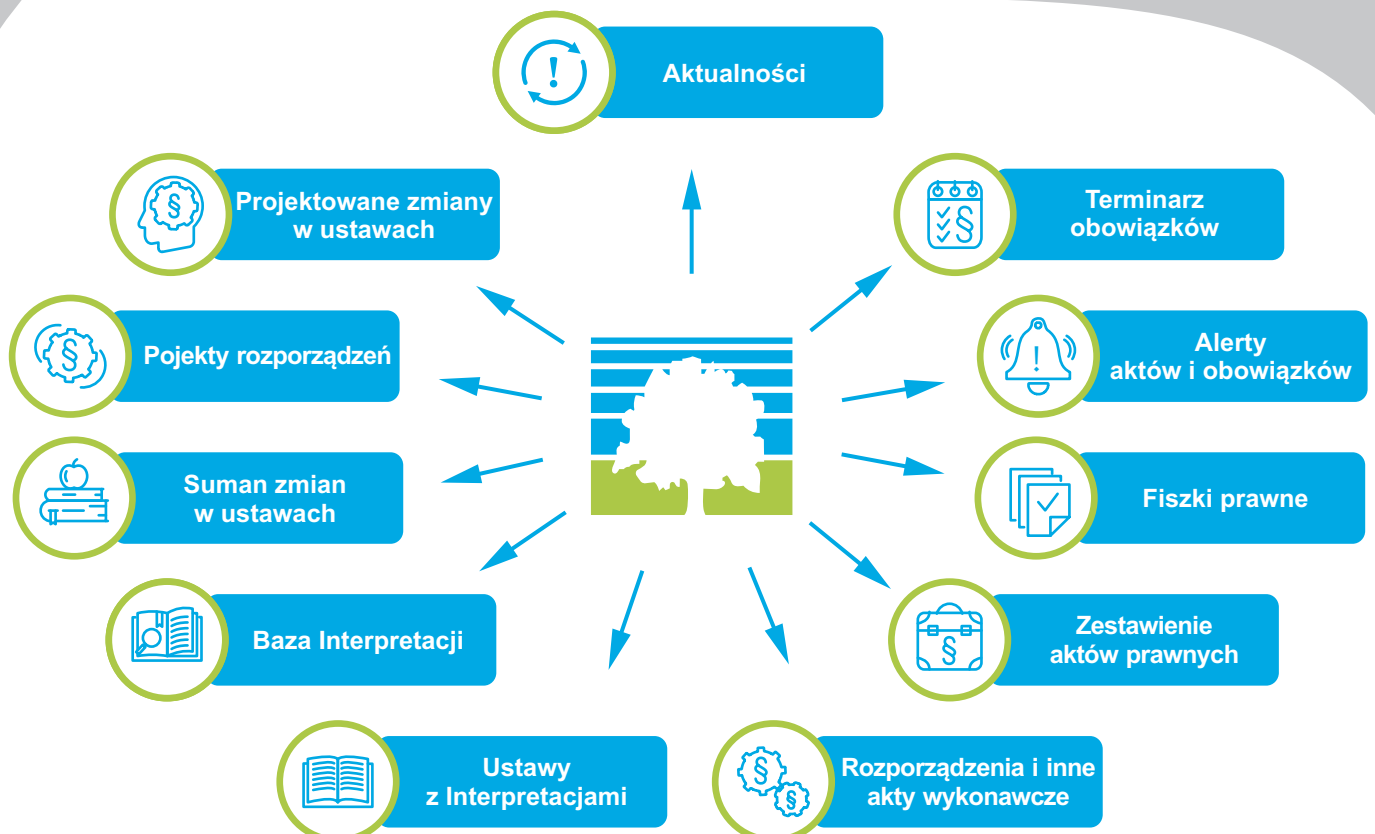 Aktualności
Projektowane zmiany
w ustawach
Terminarz
obowiązków
Pojekty rozporządzeń
Alerty
aktów i obowiązków
Suman zmian
w ustawach
Fiszki prawne
Baza Interpretacji
Zestawienie
aktów prawnych
Ustawy
z Interpretacjami
Rozporządzenia i inne
akty wykonawcze